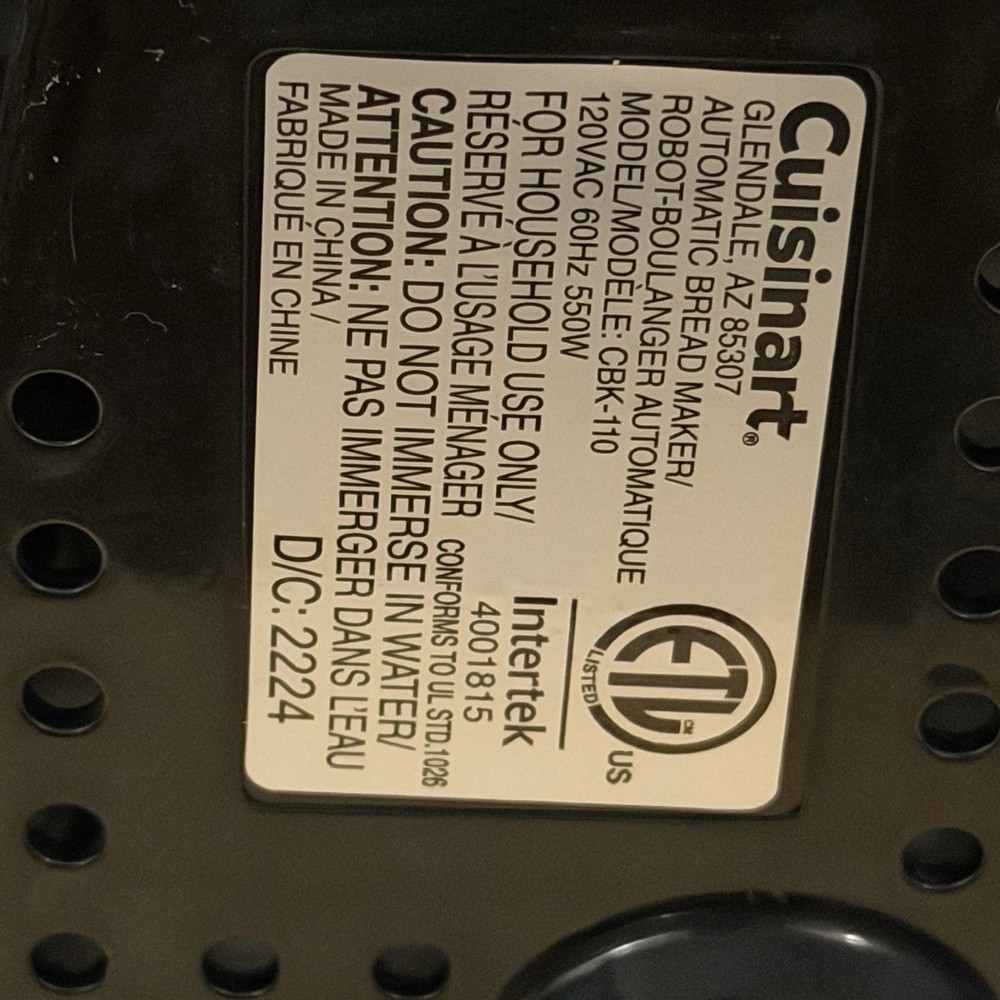 Cuisinart®
GLENDALE, AZ 85307
AUTOMATIC BREAD MAKER/
ROBOT-BOULANGER AUTOMATIQUE
MODEL/MODÈLE: CBK-110
120VAC 60Hz 550W
FOR HOUSEHOLD USE ONLY/
RÉSERVÉ À L'USAGE MÉNAGER
CAUTION: DO NOT IMMERSE IN WATER/
ATTENTION: NE PAS IMMERGER DANS L'EAU
MADE IN CHINA /
FABRIQUÉ EN CHINE
ETL CM
LISTED
US
Intertek
4001815
CONFORMS TO UL STD.1026
D/C: 2224